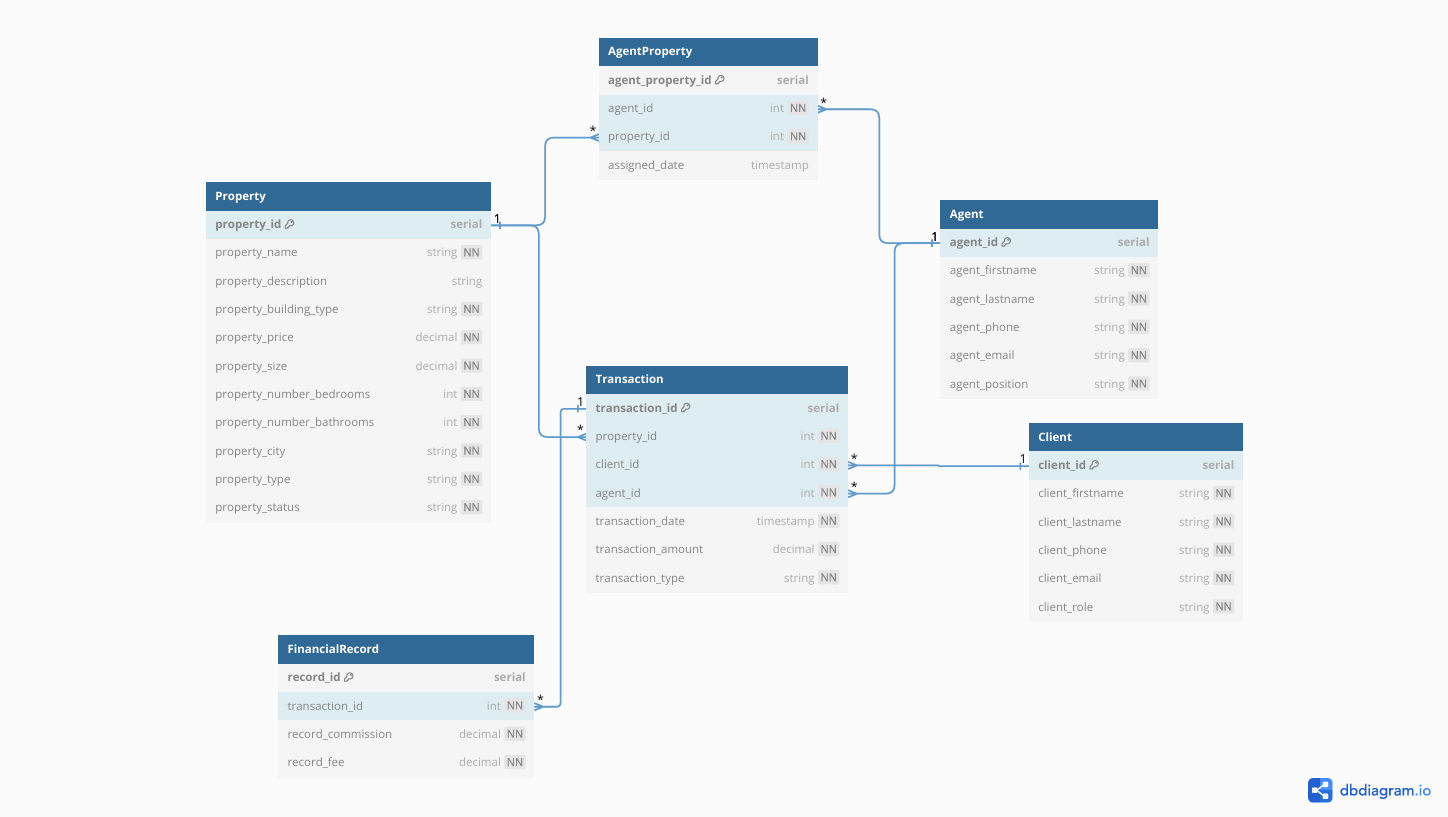 AgentProperty
agent_property_id serial
agent_id int NN
property_id int NN
assigned_date timestamp
*
*
Property
property_id serial
property_name string NN
property_description string
property_building_type string NN
property_price decimal NN
property_size decimal NN
property_number_bedrooms int NN
property_number_bathrooms int NN
property_city string NN
property_type string NN
property_status string NN
1
Agent
agent_id serial
agent_firstname string NN
agent_lastname string NN
agent_phone string NN
agent_email string NN
agent_position string NN
1
Transaction
transaction_id serial
property_id int NN
client_id int NN
agent_id int NN
transaction_date timestamp NN
transaction_amount decimal NN
transaction_type string NN
1
*
*
*
Client
client_id serial
client_firstname string NN
client_lastname string NN
client_phone string NN
client_email string NN
client_role string NN
1
FinancialRecord
record_id serial
transaction_id int NN
record_commission decimal NN
record_fee decimal NN
*
dbdiagram.io